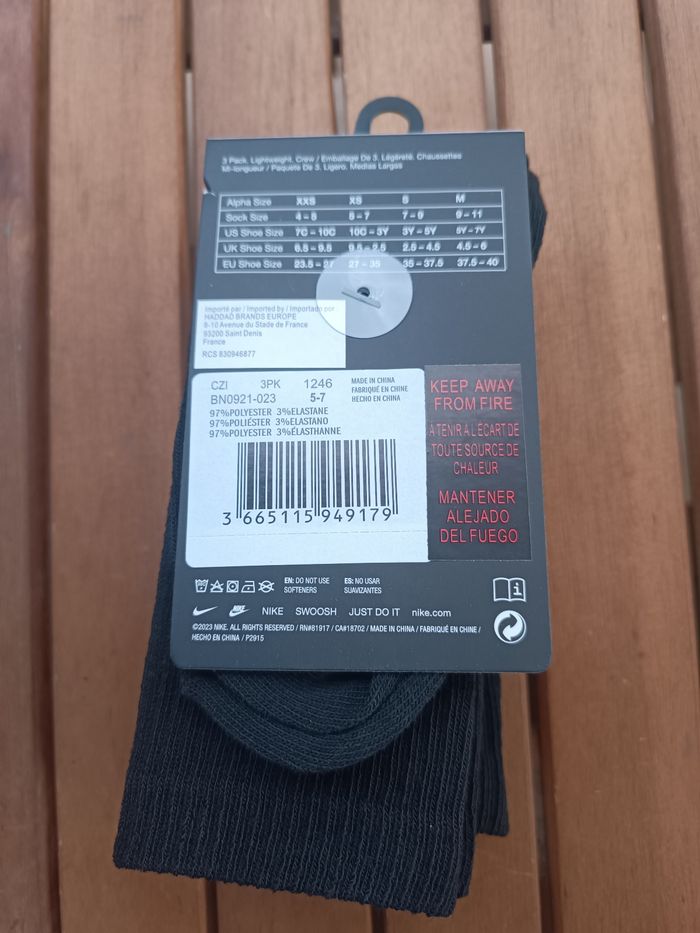 3 Pack, Lightweight, Crew / Emballage De 3, Légèreté, Chaussettes
Mi-longueur / Paquete De 3, Ligero, Medias Largas
Alpha Size XXS XS S M
Sock Size 4 – 5 5 – 7 7 – 9 9 – 11
US Shoe Size 7C – 10C 10C – 3Y 3Y – 5Y 5Y – 7Y
UK Shoe Size 6.5 – 9.5 9.5 – 2.5 2.5 – 4.5 4.5 – 6
EU Shoe Size 23.5 – 27 27 – 35 35 – 37.5 37.5 – 40
Importé par / Imported by / Importado por
HADDAD BRANDS EUROPE
8-10 Avenue du Stade de France
93200 Saint Denis
France
RCS 830946877
CZI 3PK 1246
BN0921-023 5-7
MADE IN CHINA
FABRIQUÉ EN CHINE
HECHO EN CHINA
97%POLYESTER 3%ELASTANE
97%POLIÉSTER 3%ELASTANO
97%POLYESTER 3%ÉLASTHANNE
3 665115 949179
KEEP AWAY
FROM FIRE
A TENIR A L'ÉCART DE
TOUTE SOURCE DE
CHALEUR
MANTENER
ALEJADO
DEL FUEGO
EN: DO NOT USE
SOFTENERS
ES: NO USAR
SUAVIZANTES
NIKE NIKE SWOOSH JUST DO IT nike.com
©2023 NIKE. ALL RIGHTS RESERVED / RN#81917 / CA#18702 / MADE IN CHINA / FABRIQUÉ EN CHINE /
HECHO EN CHINA / P2915